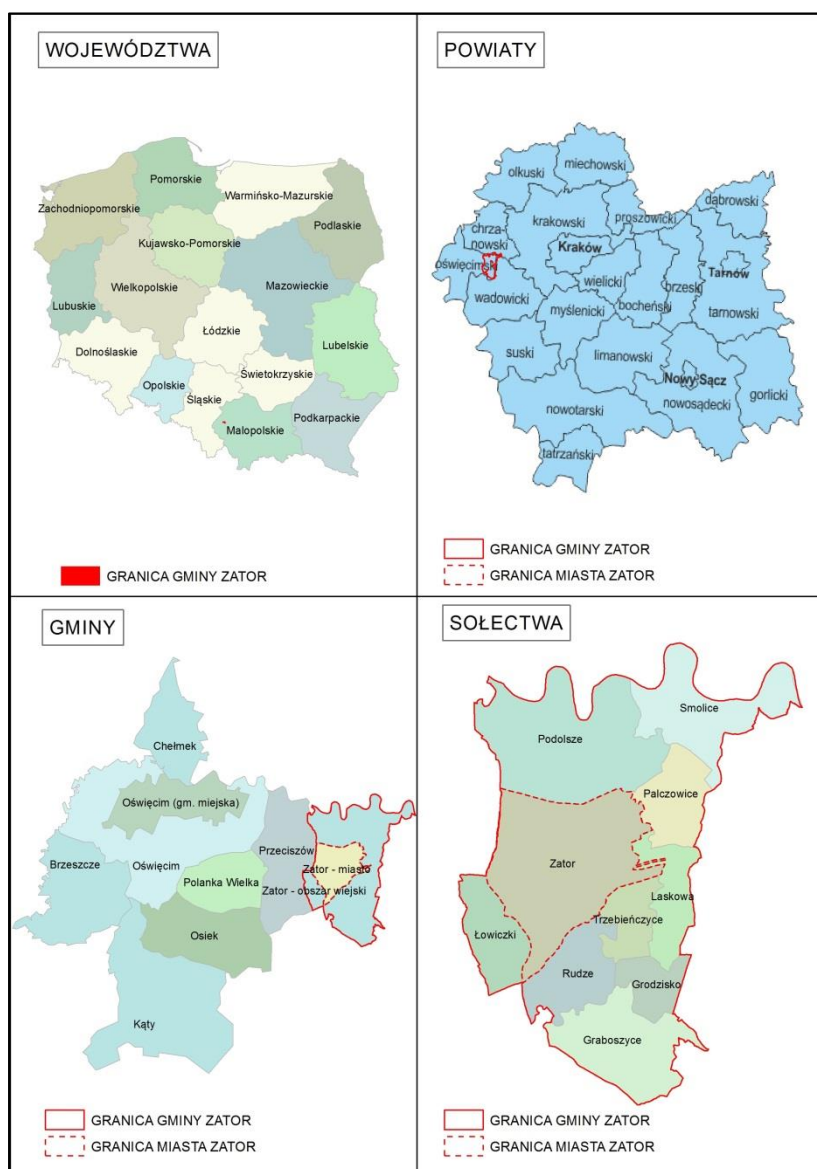 WOJEWÓDZTWA
Pomorskie
Warmińsko-Mazurskie
Zachodniopomorskie
Podlaskie
Kujawsko-Pomorskie
Mazowieckie
Wielkopolskie
Lubuskie
Łódzkie
Lubelskie
Dolnoślaskie
Opolskie
Śląskie
Świetokrzyskie
Podkarpackie
Malopolskie
GRANICA GMINY ZATOR
POWIATY
miechowski
olkuski
dąbrowski
proszowicki
krakowski
chrza-
nowski
Kraków
oświęcimski
Tarnów
wielicki
brzeski
wadowicki
bocheński
myślenicki
tarnowski
suski
limanowski
Nowy Sącz
gorlicki
nowosądecki
nowotarski
tatrzański
GRANICA GMINY ZATOR
GRANICA MIASTA ZATOR
GMINY
Chełmek
Oświęcim (gm. miejska)
Przeciszów
Brzeszcze
Oświęcim
Zator - miasto
Polanka Wielka
Zator - obszar wiejski
Osiek
Kąty
GRANICA GMINY ZATOR
GRANICA MIASTA ZATOR
SOŁECTWA
Smolice
Podolsze
Palczowice
Zator
Laskowa
Trzebieńczyce
Łowiczki
Rudze
Grodzisko
Graboszyce
GRANICA GMINY ZATOR
GRANICA MIASTA ZATOR